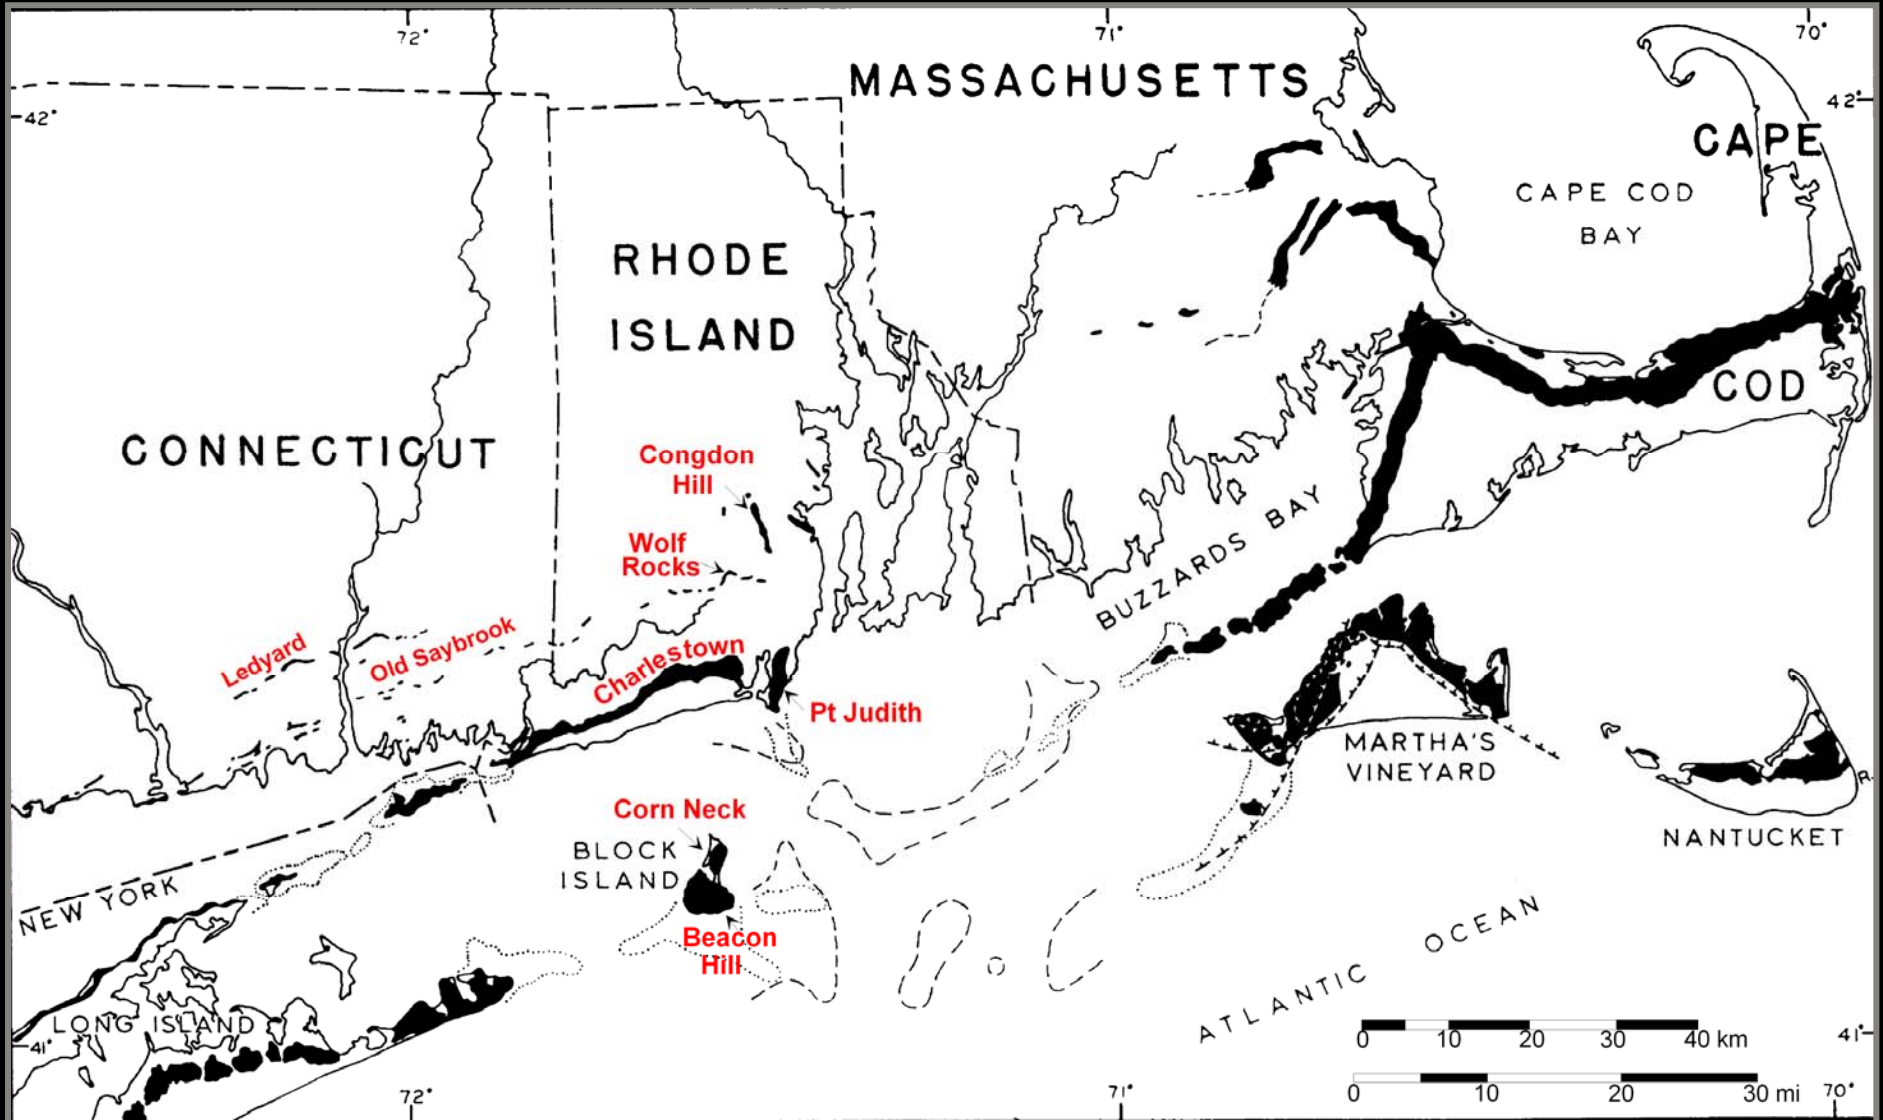 72°
71°
70°
MASSACHUSETTS
42°
42°
CAPE
CAPE COD
BAY
RHODE
ISLAND
COD
CONNECTICUT
Congdon
Hill
Wolf
Rocks
BUZZARDS BAY
Ledyard
Old Saybrook
Charlestown
Pt Judith
MARTHA'S
VINEYARD
Corn Neck
NANTUCKET
BLOCK
ISLAND
NEW YORK
Beacon
Hill
ATLANTIC OCEAN
LONG ISLAND
41°
41°
0 10 20 30 40 km
0 10 20 30 mi
72°
71°
70°